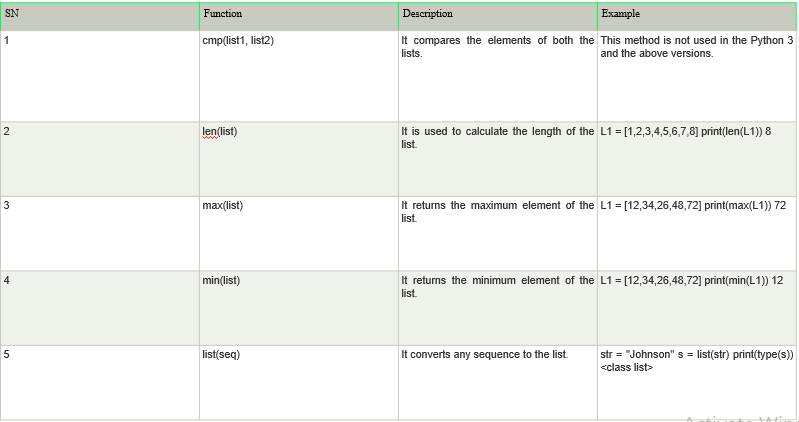 SN Function Description Example
1 cmp(list1, list2) It compares the elements of both the This method is not used in the Python 3
lists. and the above versions.
2 len(list) It is used to calculate the length of the L1 = [1,2,3,4,5,6,7,8] print(len(L1)) 8
list.
3 max(list) It returns the maximum element of the L1 = [12,34,26,48,72] print(max(L1)) 72
list.
4 min(list) It returns the minimum element of the L1 = [12,34,26,48,72] print(min(L1)) 12
list.
5 list(seq) It converts any sequence to the list. str = "Johnson" s = list(str) print(type(s))
<class list>